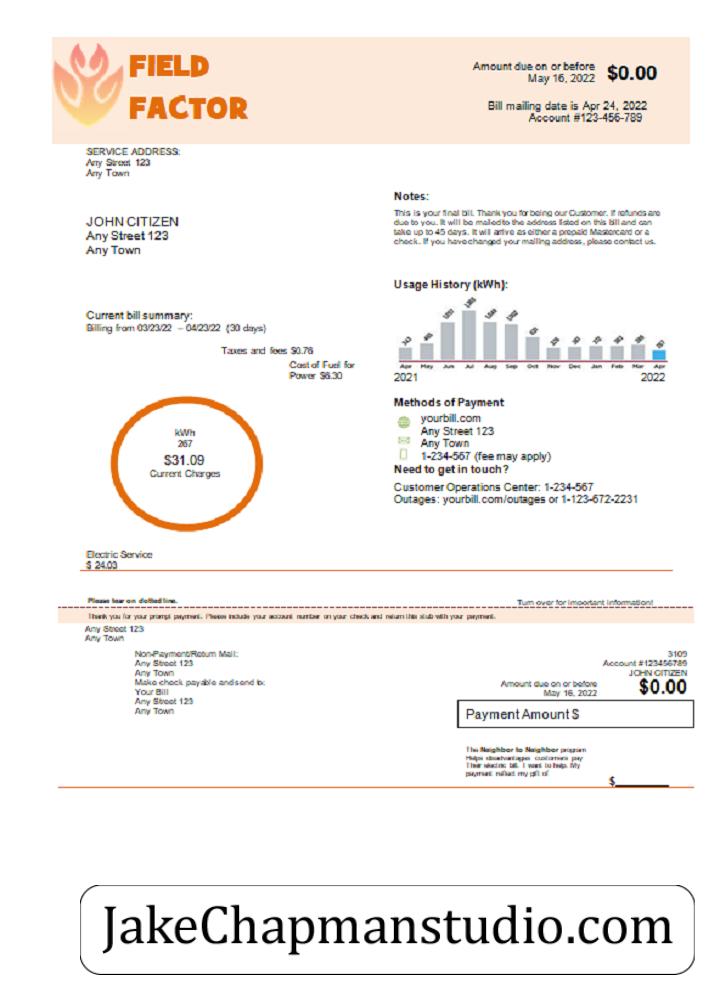 FIELD
FACTOR
Amount due on or before
May 16, 2022
$0.00
Bill mailing date is Apr 24, 2022
Account #123-456-789
SERVICE ADDRESS:
Any Street 123
Any Town
JOHN CITIZEN
Any Street 123
Any Town
Notes:
This is your final bill. Thank you for being our Customer. If refunds are
due to you. It will be mailed to the address listed on this bill and can
take up to 45 days. It will arrive as either a prepaid Mastercard or a
check. If you have changed your mailing address, please contact us.
Usage History (kWh):
Apr May Jun Jul Aug Sep Oct Nov Dec Jan Feb Mar Apr
2021 2022
Current bill summary:
Billing from 03/23/22 – 04/23/22 (30 days)
Taxes and fees $0.76
Cost of Fuel for
Power $6.30
kWh
267
$31.09
Current Charges
Methods of Payment
yourbill.com
Any Street 123
Any Town
1-234-567 (fee may apply)
Need to get in touch?
Customer Operations Center: 1-234-567
Outages: yourbill.com/outages or 1-123-672-2231
Electric Service
$ 24.03
Please tear on dotted line.
Turn over for important information!
Thank you for your prompt payment. Please include your account number on your check and return this stub with your payment.
Any Street 123
Any Town
Non-Payment/Return Mail:
Any Street 123
Any Town
Make check payable and send to:
Your Bill
Any Street 123
Any Town
3109
Account #123456789
JOHN CITIZEN
Amount due on or before
May 16, 2022
$0.00
Payment Amount $
The Neighbor to Neighbor program
Helps disadvantages customers pay
Their electric bill. I want to help. My
payment reflect my gift of
$
JakeChapmanstudio.com